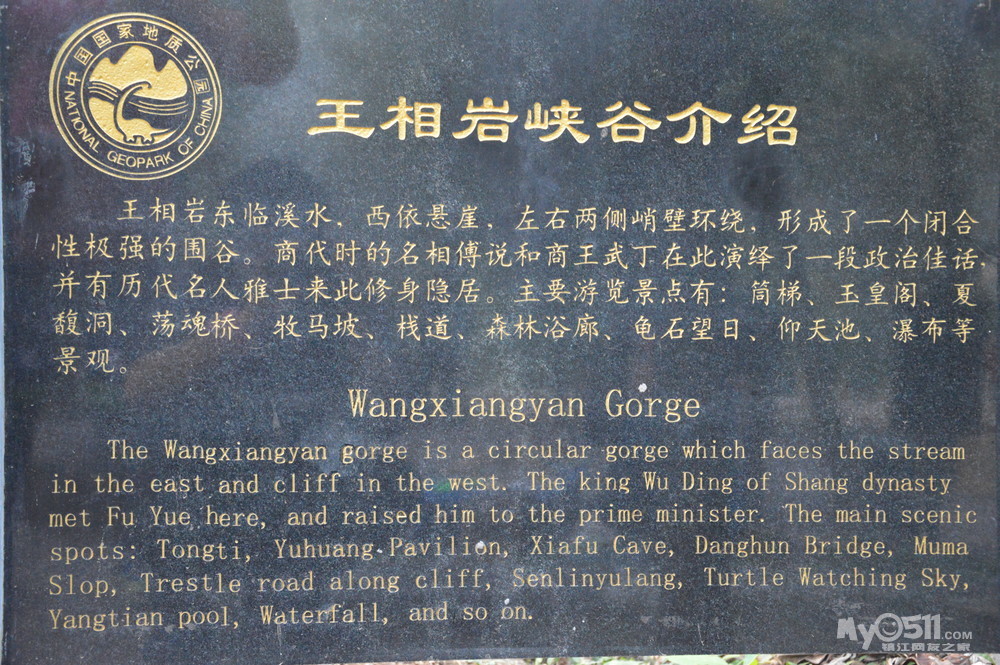 中国国家地质公园
NATIONAL GEOPARK OF CHINA
王相岩峡谷介绍
王相岩东临溪水，西依悬崖，左右两侧峭壁环绕，形成了一个闭合
性极强的围谷。商代时的名相傅说和商王武丁在此演绎了一段政治佳话，
并有历代名人雅士来此修身隐居。主要游览景点有：筒梯、玉皇阁、夏
馥洞、荡魂桥、牧马坡、栈道、森林浴廊、龟石望日、仰天池、瀑布等
景观。
Wangxiangyan Gorge
The Wangxiangyan gorge is a circular gorge which faces the stream
in the east and cliff in the west. The king Wu Ding of Shang dynasty
met Fu Yue here, and raised him to the prime minister. The main scenic
spots: Tongti, Yuhuang Pavilion, Xiafu Cave, Danghun Bridge, Muma
Slop, Trestle road along cliff, Senlinyulang, Turtle Watching Sky,
Yangtian pool, Waterfall, and so on.
My0511.COM
镇江网友之家